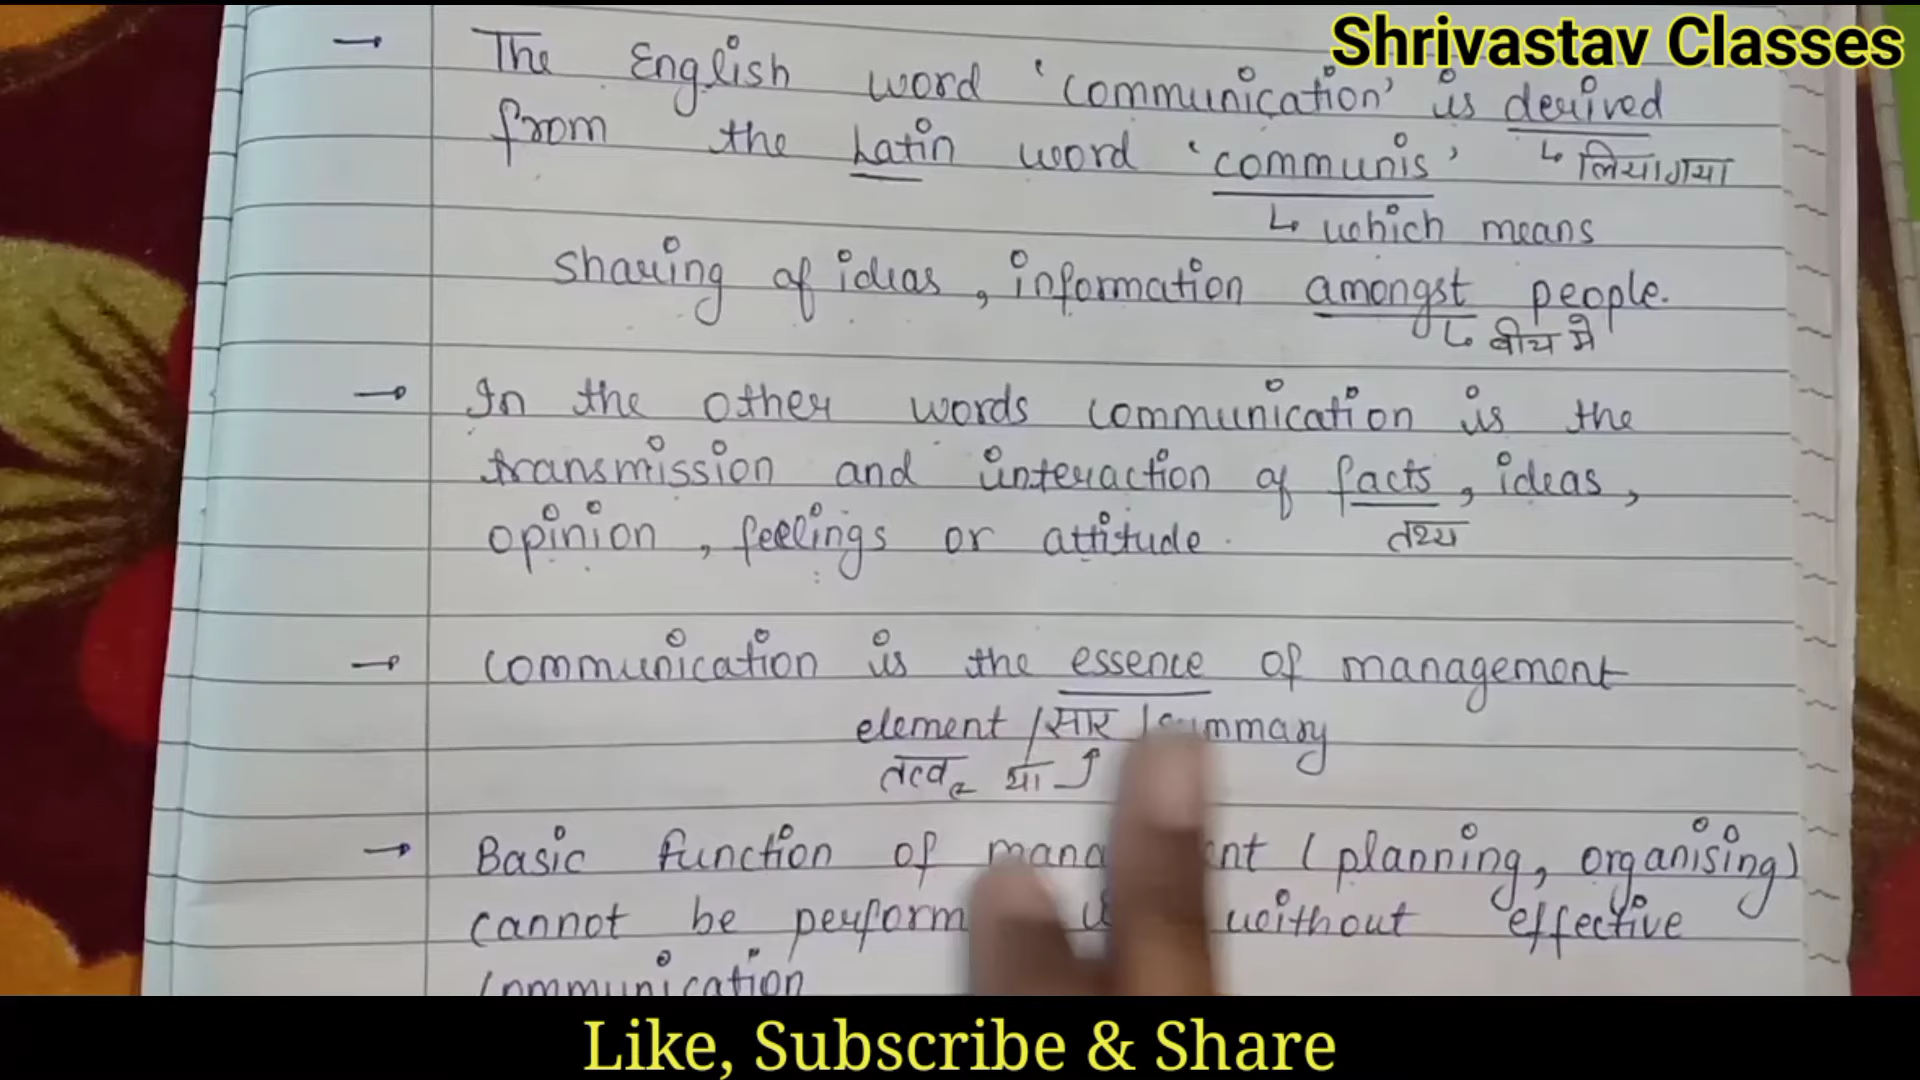 Shrivastav Classes
→ The English word 'communication' is derived
from the Latin word 'communis' ↳ लिया गया
↳ which means
sharing of ideas, information amongst people.
↳ बीच मे
→ In the other words communication is the
transmission and interaction of facts, ideas,
opinion, feelings or attitude. तथ्य
→ communication is the essence of management
element / सार / summary
तत्व या
→ Basic function of (planning, organising)
cannot be without effective
communication
Like, Subscribe & Share